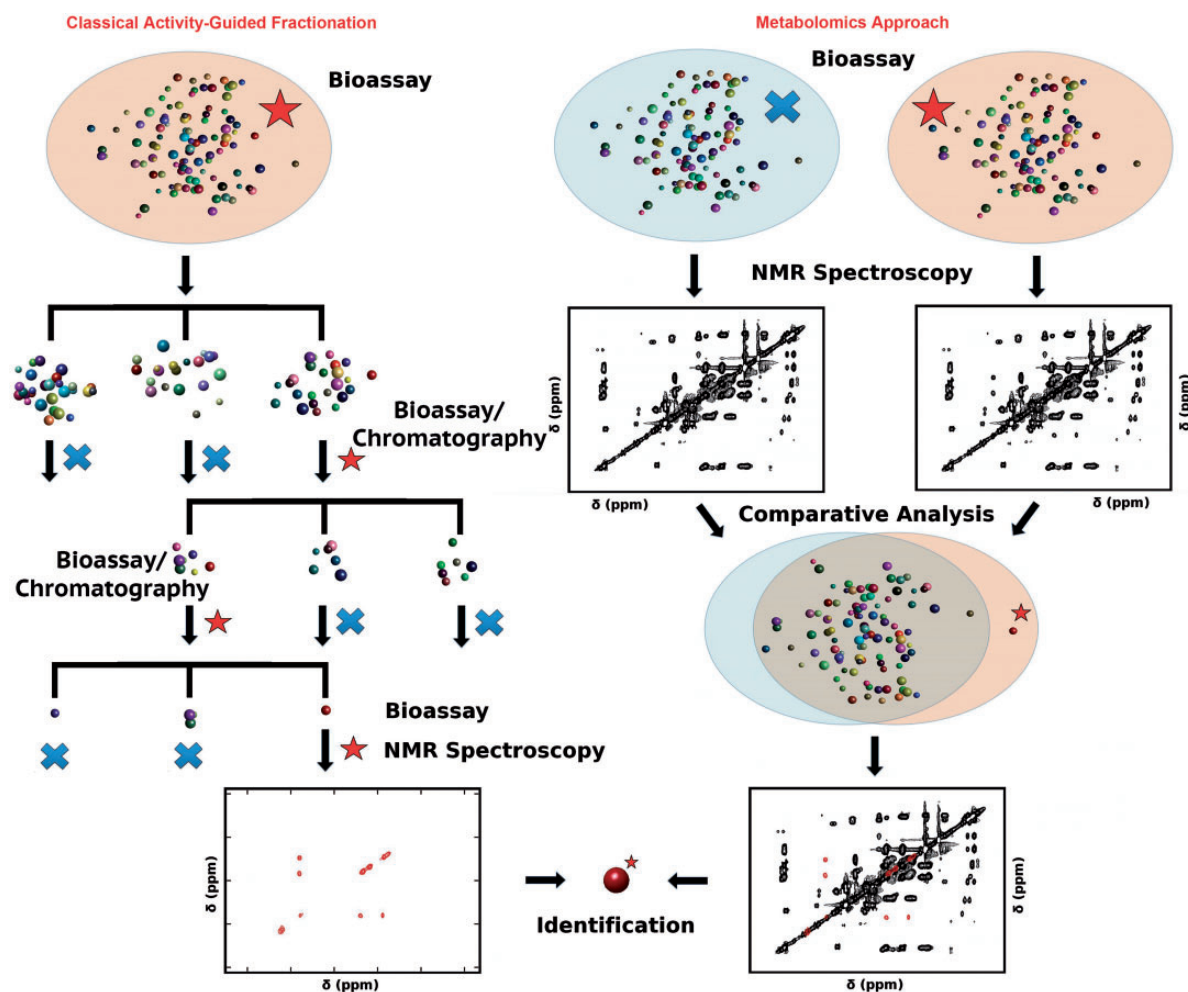 Classical Activity-Guided Fractionation
Bioassay
Bioassay/
Chromatography
Bioassay/
Chromatography
Bioassay
NMR Spectroscopy
δ (ppm)
δ (ppm)
Metabolomics Approach
Bioassay
NMR Spectroscopy
δ (ppm)
δ (ppm)
δ (ppm)
δ (ppm)
Comparative Analysis
δ (ppm)
δ (ppm)
Identification